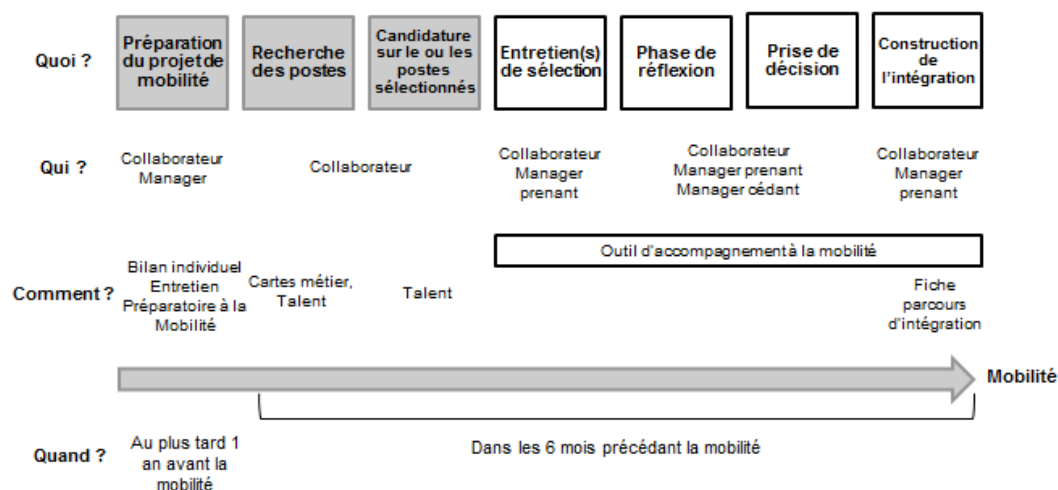 Quoi ?
Préparation
du projet de
mobilité
Recherche
des postes
Candidature
sur le ou les
postes
sélectionnés
Entretien(s)
de sélection
Phase de
réflexion
Prise de
décision
Construction
de
l'intégration
Qui ?
Collaborateur
Manager
Collaborateur
Collaborateur
Manager
prenant
Collaborateur
Manager prenant
Manager cédant
Collaborateur
Manager
prenant
Outil d'accompagnement à la mobilité
Comment ?
Bilan individuel
Entretien
Préparatoire à la
Mobilité
Cartes métier,
Talent
Talent
Fiche
parcours
d'intégration
Mobilité
Quand ?
Au plus tard 1
an avant la
mobilité
Dans les 6 mois précédant la mobilité